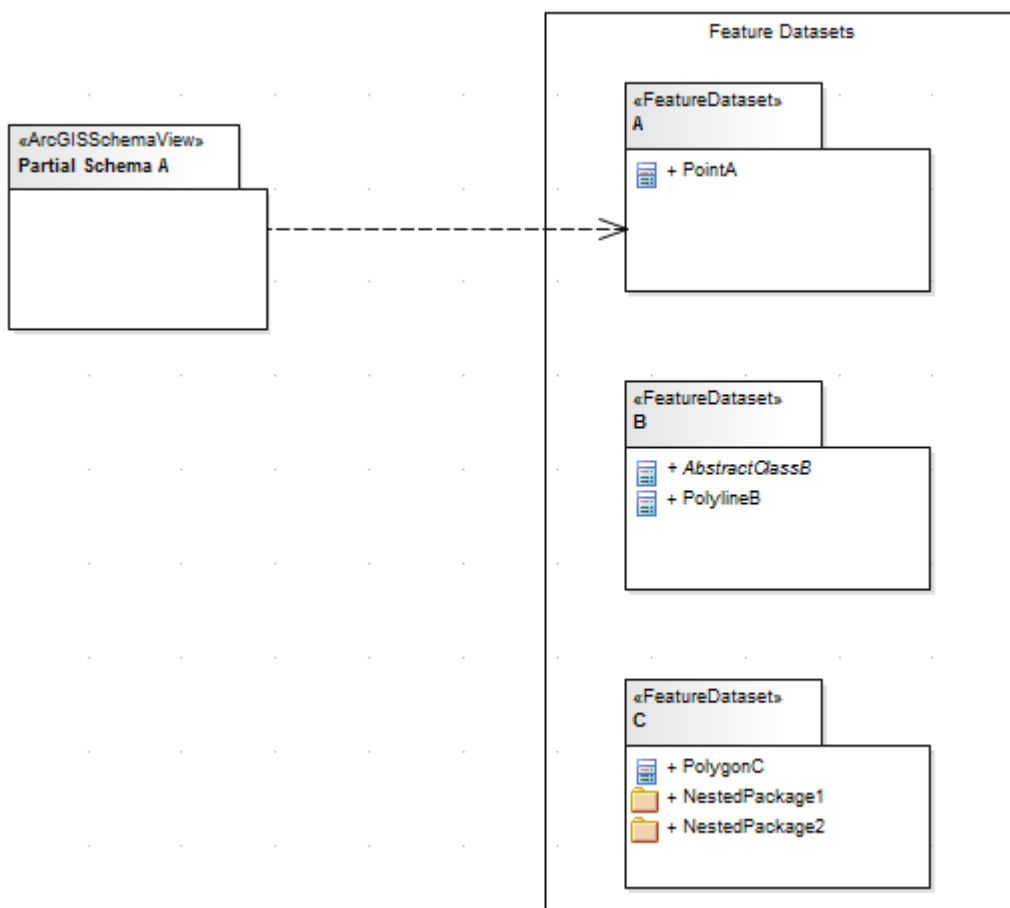 Feature Datasets
«FeatureDataset»
A
+ PointA
«ArcGISSchemaView»
Partial Schema A
«FeatureDataset»
B
+ AbstractClassB
+ PolylineB
«FeatureDataset»
C
+ PolygonC
+ NestedPackage1
+ NestedPackage2